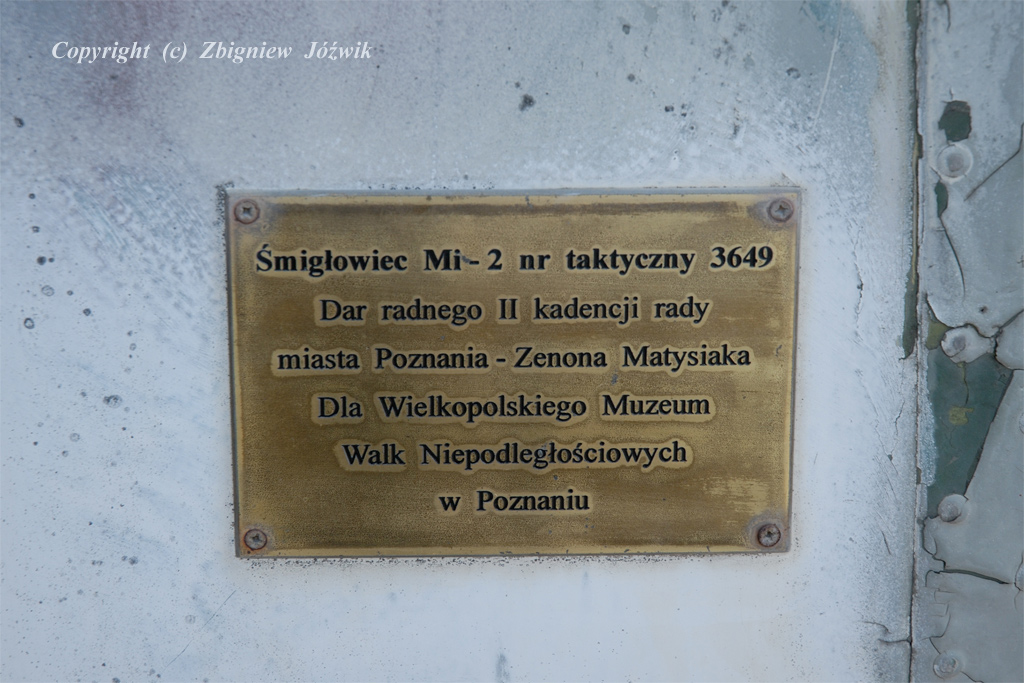 Copyright (c) Zbigniew Jóźwik
Śmigłowiec Mi - 2 nr taktyczny 3649
Dar radnego II kadencji rady
miasta Poznania - Zenona Matysiaka
Dla Wielkopolskiego Muzeum
Walk Niepodległościowych
w Poznaniu